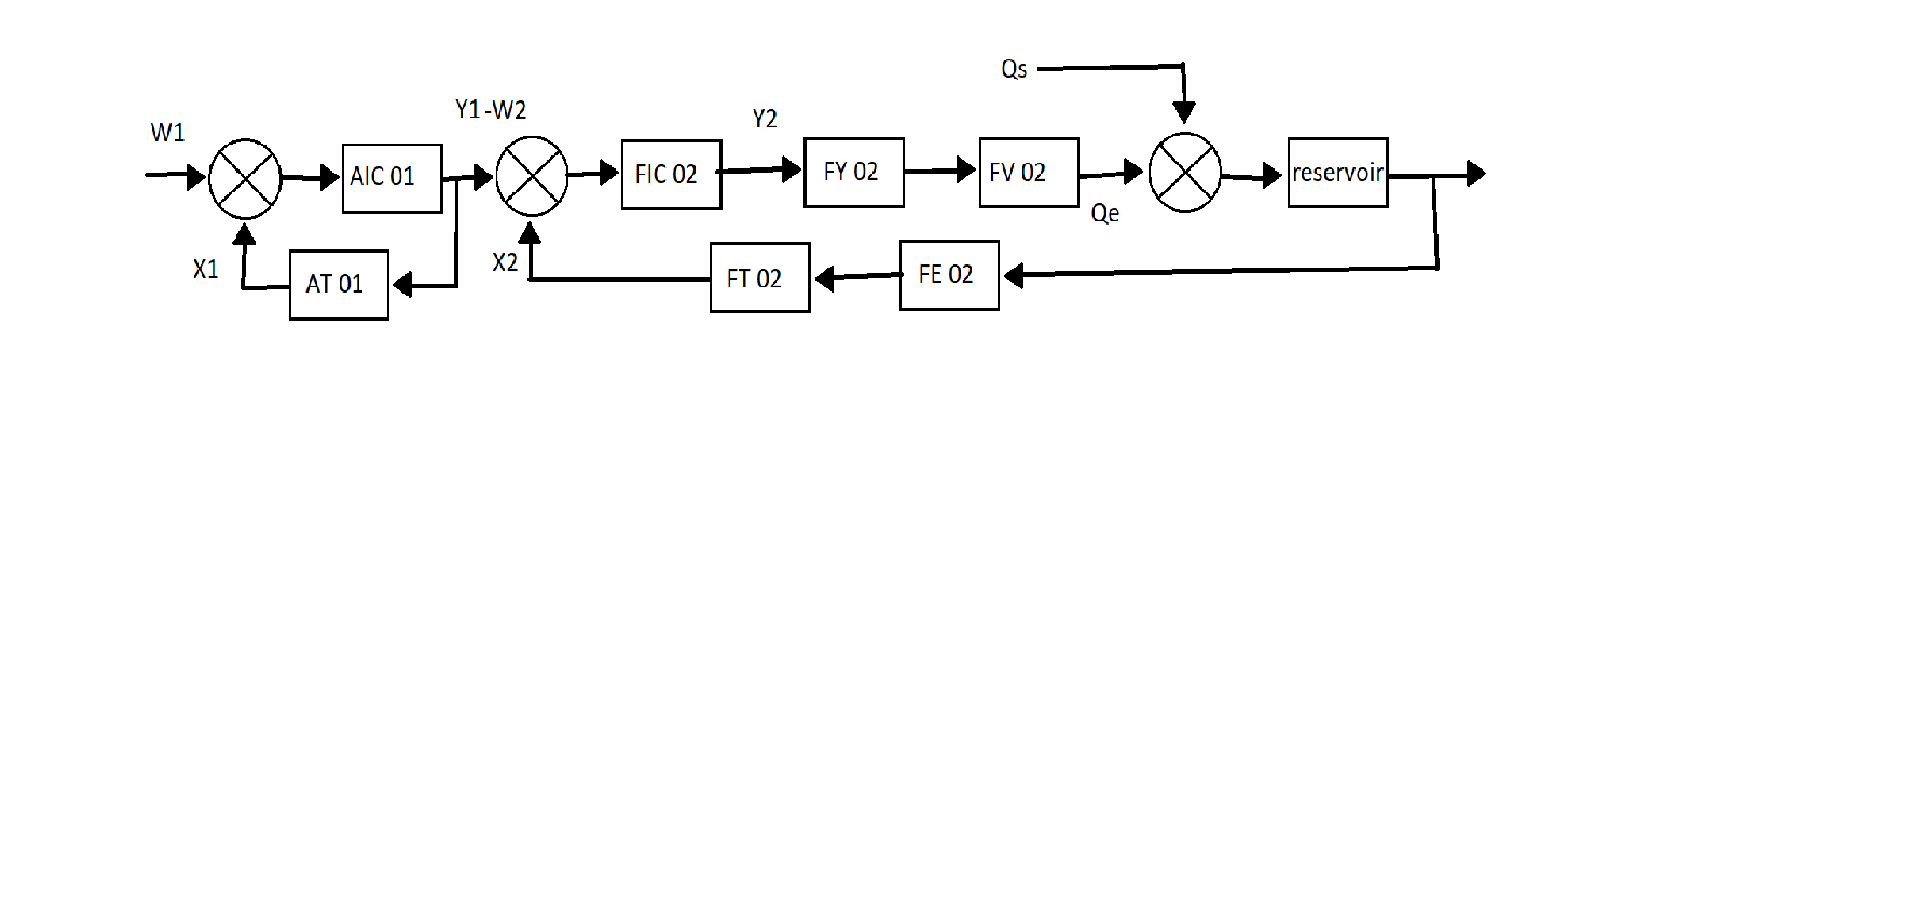 Qs
Y1-W2
Y2
W1
AIC 01
FIC 02
FY 02
FV 02
reservoir
Qe
X1
AT 01
X2
FT 02
FE 02